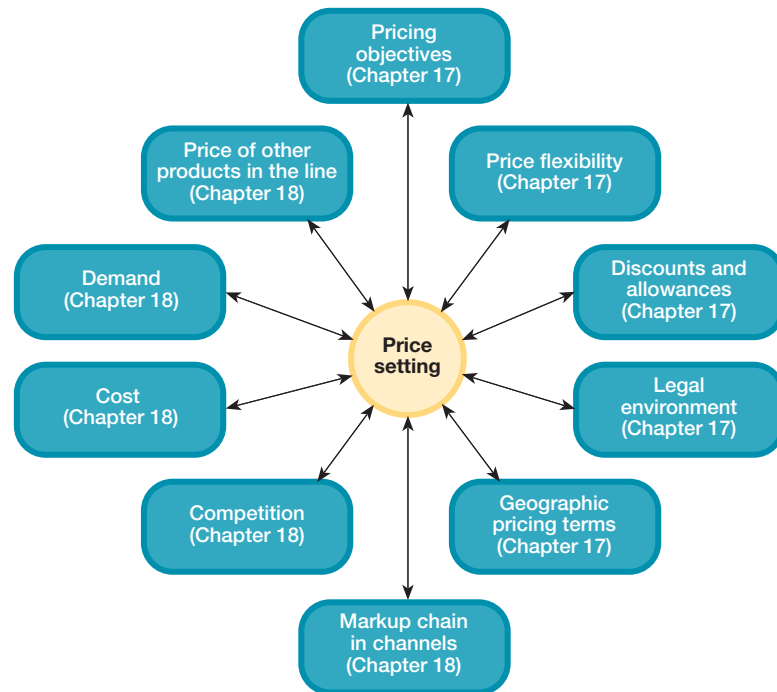 Pricing
objectives
(Chapter 17)
Price of other
products in the line
(Chapter 18)
Price flexibility
(Chapter 17)
Demand
(Chapter 18)
Discounts and
allowances
(Chapter 17)
Price
setting
Cost
(Chapter 18)
Legal
environment
(Chapter 17)
Competition
(Chapter 18)
Geographic
pricing terms
(Chapter 17)
Markup chain
in channels
(Chapter 18)